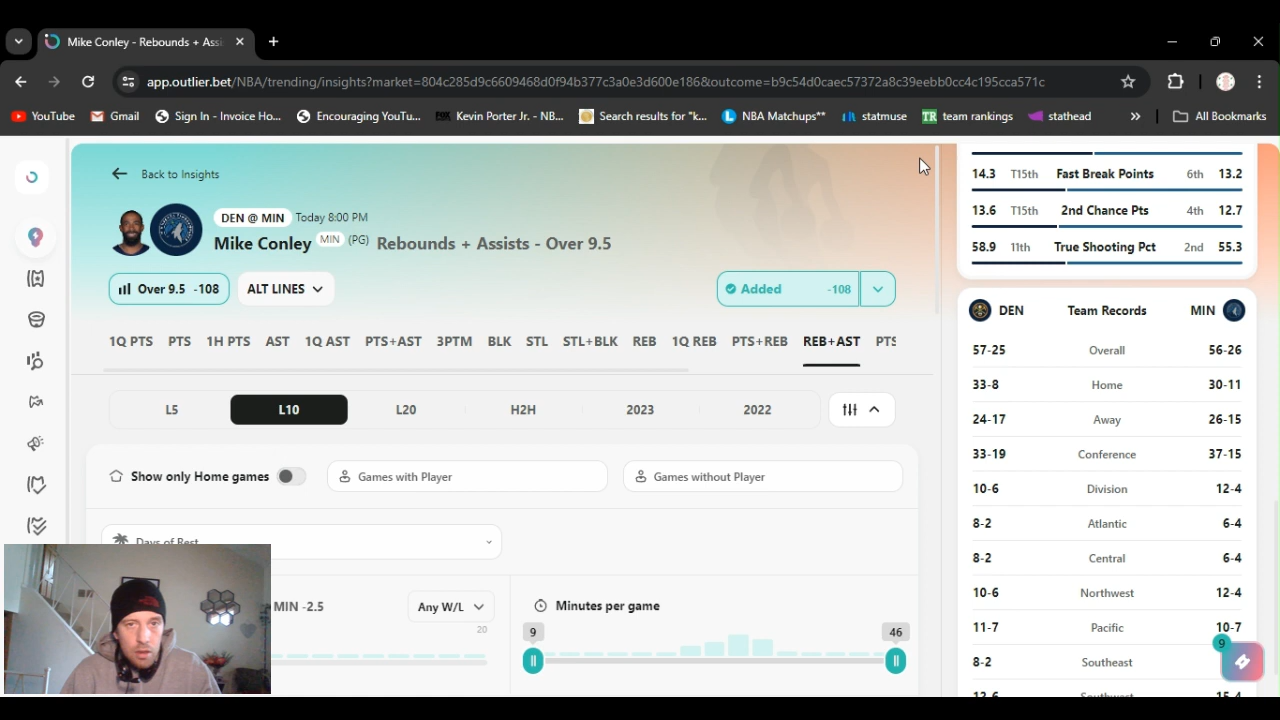 Mike Conley - Rebounds + Assi
app.outlier.bet/NBA/trending/insights?market=804c285d9c6609468d0f94b377c3a0e3d600e186&outcome=b9c54d0caec57372a8c39eebb0cc4c195cca571c
YouTube Gmail Sign In - Invoice Ho... Encouraging YouTu... FOX Kevin Porter Jr. - NB... Search results for "k... NBA Matchups** statmuse TR team rankings stathead » All Bookmarks
← Back to Insights
DEN @ MIN Today 8:00 PM
Mike Conley MIN (PG) Rebounds + Assists - Over 9.5
Over 9.5 -108 ALT LINES Added -108
1Q PTS PTS 1H PTS AST 1Q AST PTS+AST 3PTM BLK STL STL+BLK REB 1Q REB PTS+REB REB+AST PTS
L5 L10 L20 H2H 2023 2022
Show only Home games Games with Player Games without Player
Days of Rest
MIN -2.5 Any W/L
20
Minutes per game
9 46
14.3 T15th Fast Break Points 6th 13.2
13.6 T15th 2nd Chance Pts 4th 12.7
58.9 11th True Shooting Pct 2nd 55.3
DEN Team Records MIN
57-25 Overall 56-26
33-8 Home 30-11
24-17 Away 26-15
33-19 Conference 37-15
10-6 Division 12-4
8-2 Atlantic 6-4
8-2 Central 6-4
10-6 Northwest 12-4
11-7 Pacific 10-7
9
8-2 Southeast
12-6 Southwest 15-4